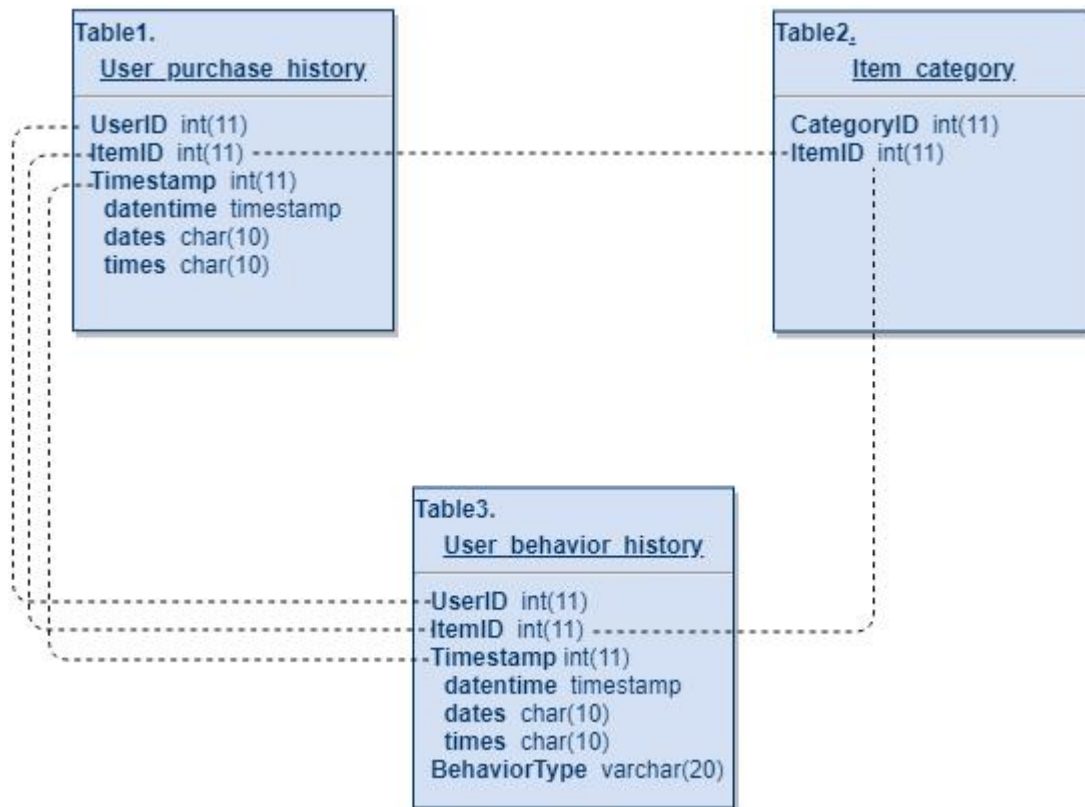 Table1.
User_purchase_history
UserID int(11)
ItemID int(11)
Timestamp int(11)
datentime timestamp
dates char(10)
times char(10)
Table2.
Item_category
CategoryID int(11)
ItemID int(11)
Table3.
User_behavior_history
UserID int(11)
ItemID int(11)
Timestamp int(11)
datentime timestamp
dates char(10)
times char(10)
BehaviorType varchar(20)